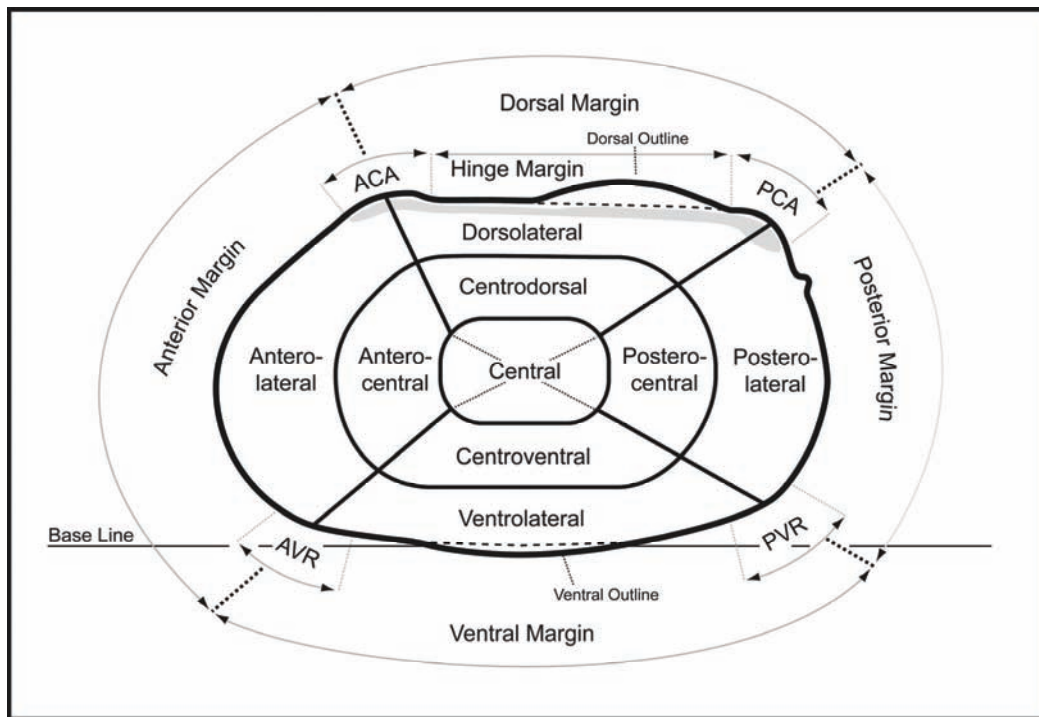 Dorsal Margin
Dorsal Outline
Hinge Margin
ACA
PCA
Dorsolateral
Anterior Margin
Posterior Margin
Centrodorsal
Antero-
lateral
Antero-
central
Central
Postero-
central
Postero-
lateral
Centroventral
Ventrolateral
Base Line
AVR
PVR
Ventral Outline
Ventral Margin